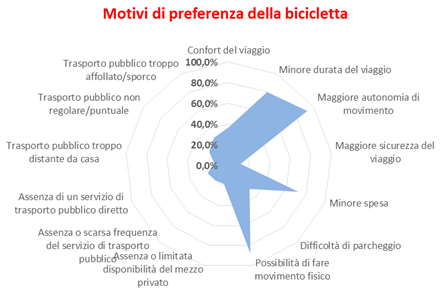 Motivi di preferenza della bicicletta
Confort del viaggio
100,0%
80,0%
60,0%
40,0%
20,0%
0,0%
Minore durata del viaggio
Maggiore autonomia di
movimento
Maggiore sicurezza del
viaggio
Minore spesa
Difficoltà di parcheggio
Possibilità di fare
movimento fisico
Assenza o limitata
disponibilità del mezzo
privato
Assenza o scarsa frequenza
del servizio di trasporto
pubblico
Assenza di un servizio di
trasporto pubblico diretto
Trasporto pubblico troppo
distante da casa
Trasporto pubblico non
regolare/puntuale
Trasporto pubblico troppo
affollato/sporco